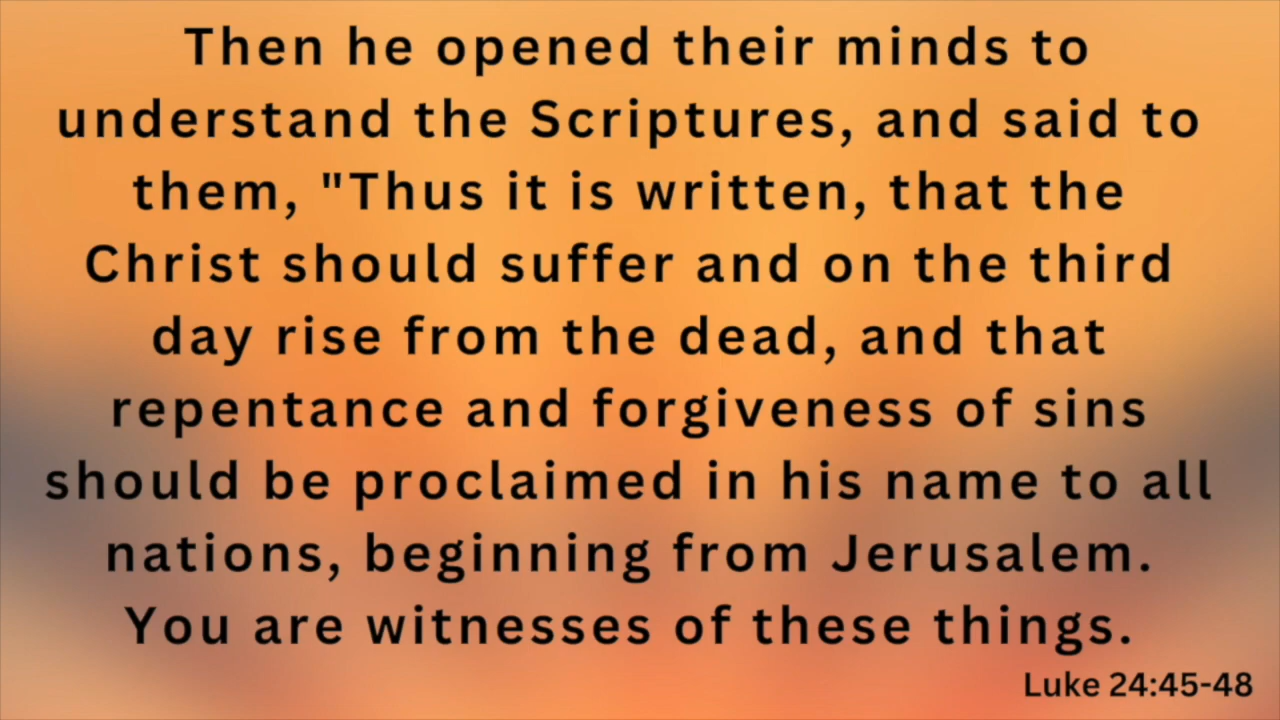 Then he opened their minds to
understand the Scriptures, and said to
them, "Thus it is written, that the
Christ should suffer and on the third
day rise from the dead, and that
repentance and forgiveness of sins
should be proclaimed in his name to all
nations, beginning from Jerusalem.
You are witnesses of these things.
Luke 24:45-48